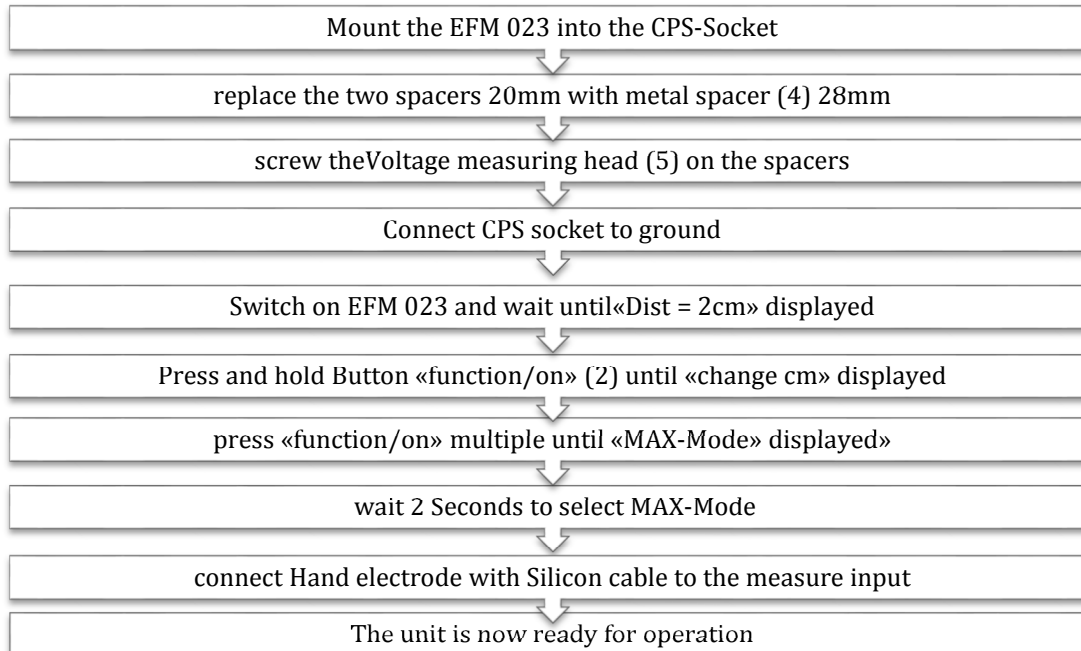 Mount the EFM 023 into the CPS-Socket
replace the two spacers 20mm with metal spacer (4) 28mm
screw theVoltage measuring head (5) on the spacers
Connect CPS socket to ground
Switch on EFM 023 and wait until«Dist = 2cm» displayed
Press and hold Button «function/on» (2) until «change cm» displayed
press «function/on» multiple until «MAX-Mode» displayed»
wait 2 Seconds to select MAX-Mode
connect Hand electrode with Silicon cable to the measure input
The unit is now ready for operation